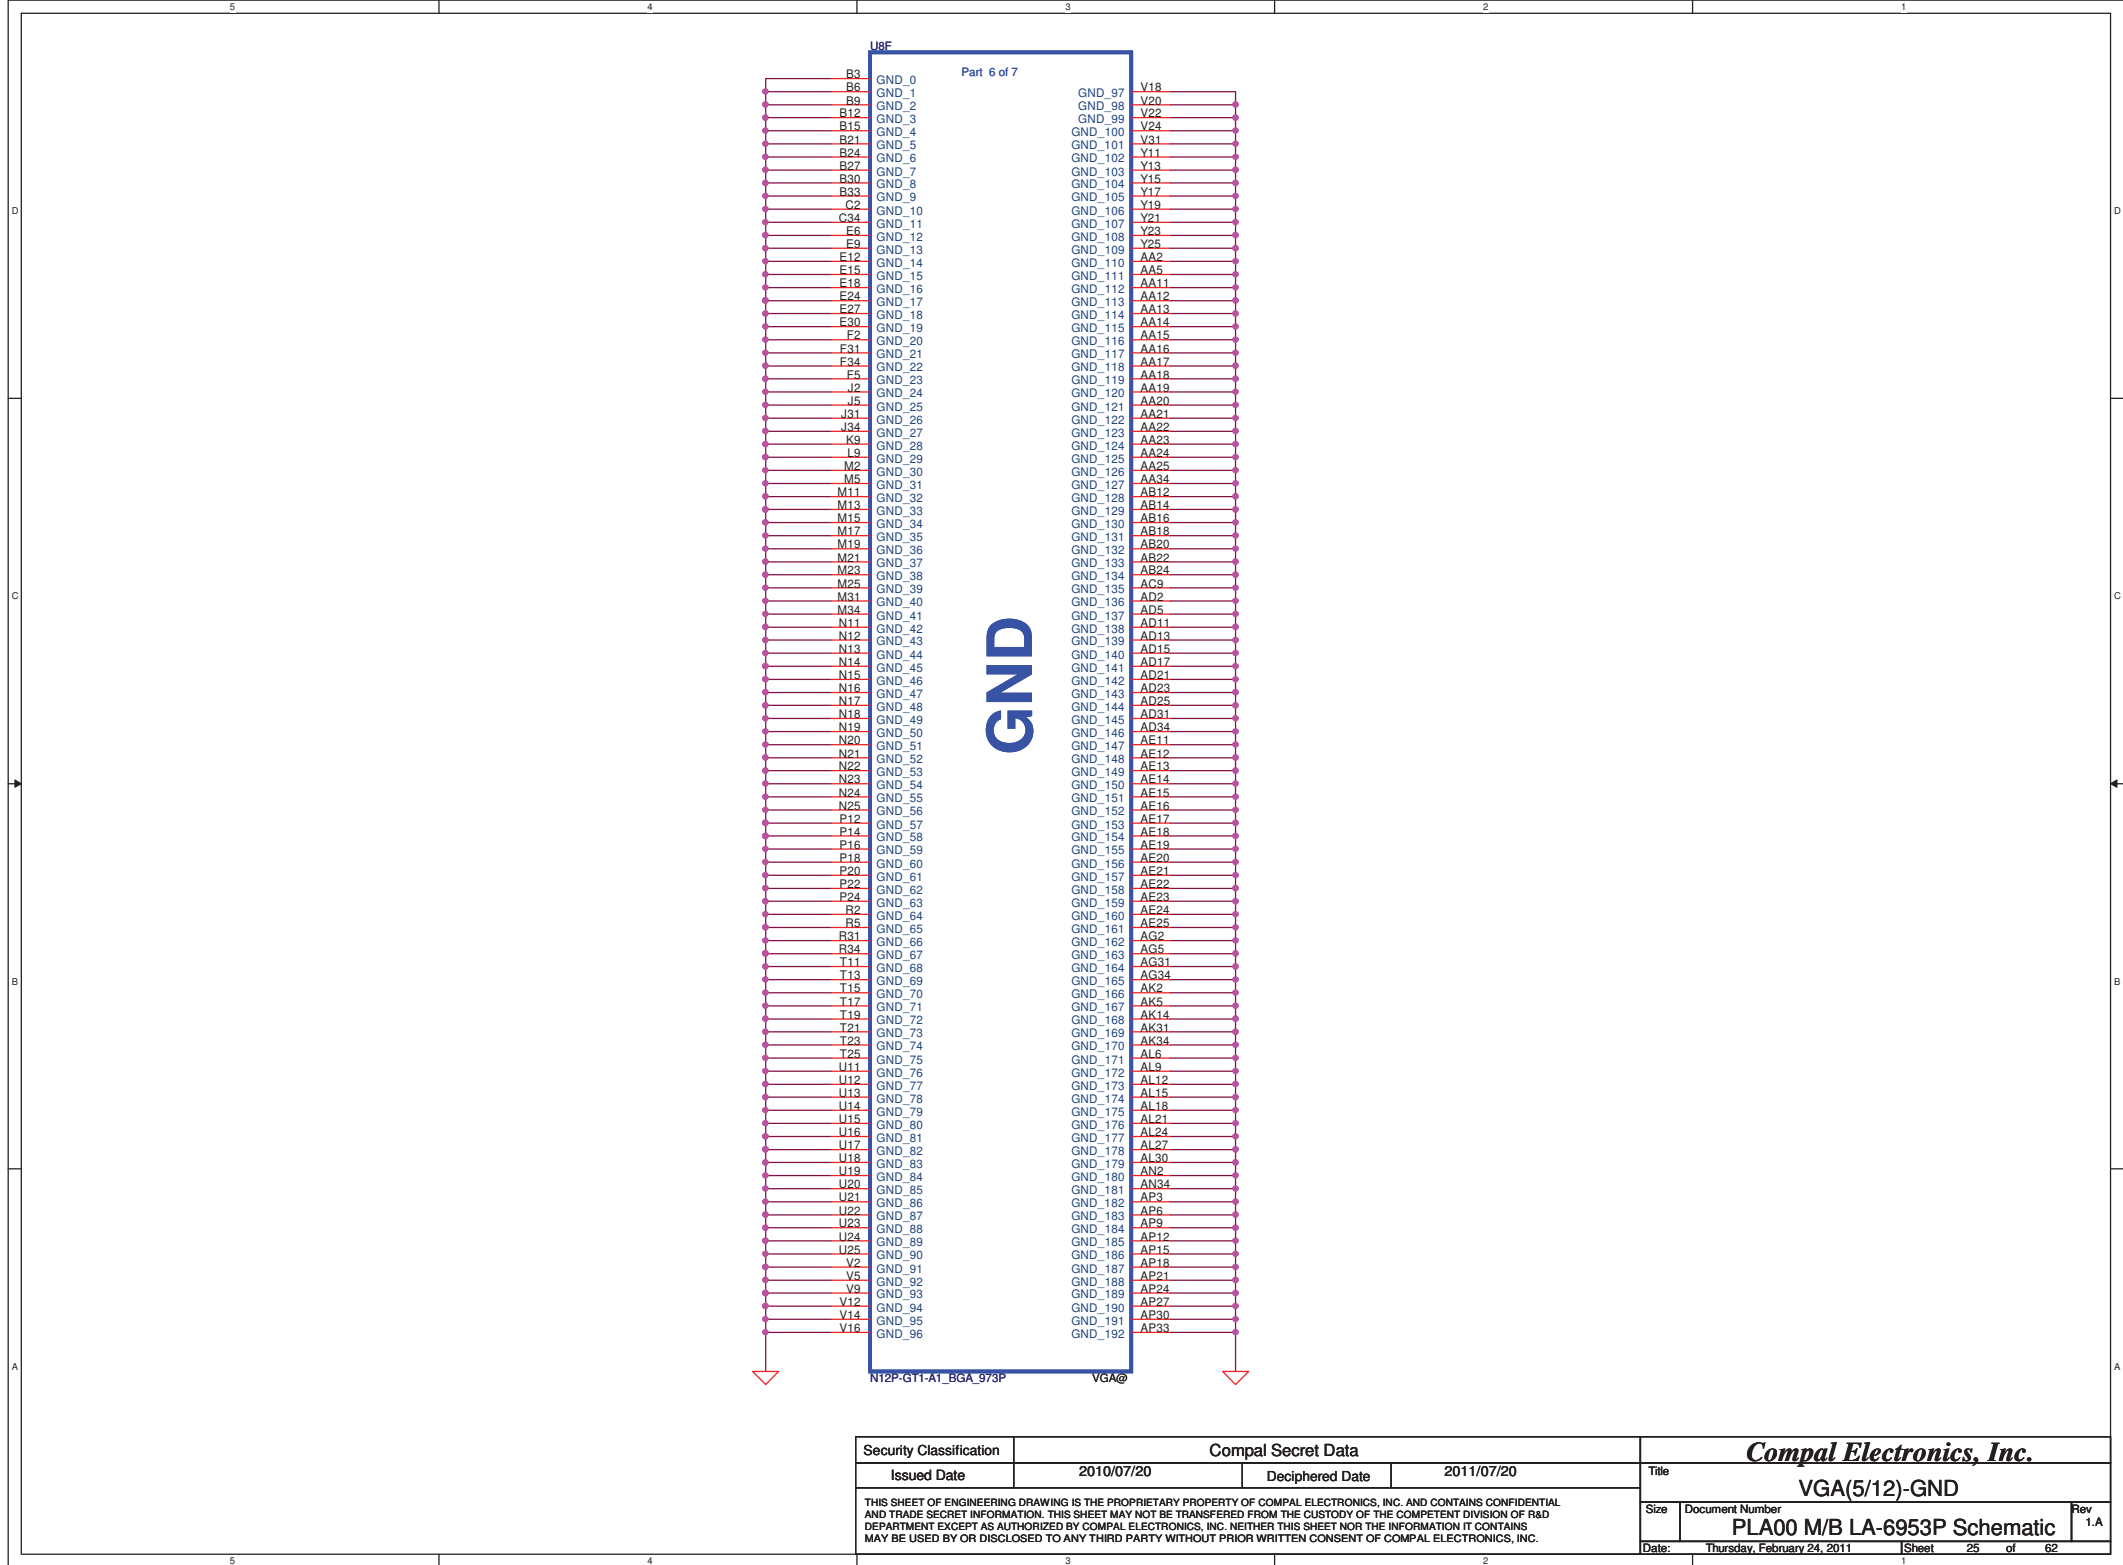 5 4 3 2 1
U8F
Part 6 of 7
B3 GND_0
B6 GND_1 GND_97 V18
B9 GND_2 GND_98 V20
B12 GND_3 GND_99 V22
B15 GND_4 GND_100 V24
B21 GND_5 GND_101 V31
B24 GND_6 GND_102 Y11
B27 GND_7 GND_103 Y13
B30 GND_8 GND_104 Y15
B33 GND_9 GND_105 Y17
C2 GND_10 GND_106 Y19
C34 GND_11 GND_107 Y21
E6 GND_12 GND_108 Y23
E9 GND_13 GND_109 Y25
E12 GND_14 GND_110 AA2
E15 GND_15 GND_111 AA5
E18 GND_16 GND_112 AA11
E24 GND_17 GND_113 AA12
E27 GND_18 GND_114 AA13
E30 GND_19 GND_115 AA14
F2 GND_20 GND_116 AA15
F31 GND_21 GND_117 AA16
F34 GND_22 GND_118 AA17
F5 GND_23 GND_119 AA18
J2 GND_24 GND_120 AA19
J5 GND_25 GND_121 AA20
J31 GND_26 GND_122 AA21
J34 GND_27 GND_123 AA22
K9 GND_28 GND_124 AA23
L9 GND_29 GND_125 AA24
M2 GND_30 GND_126 AA25
M5 GND_31 GND_127 AA34
M11 GND_32 GND_128 AB12
M13 GND_33 GND_129 AB14
M15 GND_34 GND_130 AB16
M17 GND_35 GND_131 AB18
M19 GND_36 GND_132 AB20
M21 GND_37 GND_133 AB22
M23 GND_38 GND_134 AB24
M25 GND_39 GND_135 AC9
M31 GND_40 GND_136 AD2
M34 GND_41 GND_137 AD5
N11 GND_42 GND_138 AD11
N12 GND_43 GND_139 AD13
N13 GND_44 GND_140 AD15
N14 GND_45 GND_141 AD17
N15 GND_46 GND_142 AD21
N16 GND_47 GND_143 AD23
N17 GND_48 GND_144 AD25
N18 GND_49 GND_145 AD31
N19 GND_50 GND_146 AD34
N20 GND_51 GND_147 AE11
N21 GND_52 GND_148 AE12
N22 GND_53 GND_149 AE13
N23 GND_54 GND_150 AE14
N24 GND_55 GND_151 AE15
N25 GND_56 GND_152 AE16
P12 GND_57 GND_153 AE17
P14 GND_58 GND_154 AE18
P16 GND_59 GND_155 AE19
P18 GND_60 GND_156 AE20
P20 GND_61 GND_157 AE21
P22 GND_62 GND_158 AE22
P24 GND_63 GND_159 AE23
R2 GND_64 GND_160 AE24
R5 GND_65 GND_161 AE25
R31 GND_66 GND_162 AG2
R34 GND_67 GND_163 AG5
T11 GND_68 GND_164 AG31
T13 GND_69 GND_165 AG34
T15 GND_70 GND_166 AK2
T17 GND_71 GND_167 AK5
T19 GND_72 GND_168 AK14
T21 GND_73 GND_169 AK31
T23 GND_74 GND_170 AK34
T25 GND_75 GND_171 AL6
U11 GND_76 GND_172 AL9
U12 GND_77 GND_173 AL12
U13 GND_78 GND_174 AL15
U14 GND_79 GND_175 AL18
U15 GND_80 GND_176 AL21
U16 GND_81 GND_177 AL24
U17 GND_82 GND_178 AL27
U18 GND_83 GND_179 AL30
U19 GND_84 GND_180 AN2
U20 GND_85 GND_181 AN34
U21 GND_86 GND_182 AP3
U22 GND_87 GND_183 AP6
U23 GND_88 GND_184 AP9
U24 GND_89 GND_185 AP12
U25 GND_90 GND_186 AP15
V2 GND_91 GND_187 AP18
V5 GND_92 GND_188 AP21
V9 GND_93 GND_189 AP24
V12 GND_94 GND_190 AP27
V14 GND_95 GND_191 AP30
V16 GND_96 GND_192 AP33
GND
N12P-GT1-A1_BGA_973P VGA@
D D
C C
B B
A A
Security Classification Compal Secret Data
Issued Date 2010/07/20 Deciphered Date 2011/07/20
THIS SHEET OF ENGINEERING DRAWING IS THE PROPRIETARY PROPERTY OF COMPAL ELECTRONICS, INC. AND CONTAINS CONFIDENTIAL
AND TRADE SECRET INFORMATION. THIS SHEET MAY NOT BE TRANSFERED FROM THE CUSTODY OF THE COMPETENT DIVISION OF R&D
DEPARTMENT EXCEPT AS AUTHORIZED BY COMPAL ELECTRONICS, INC. NEITHER THIS SHEET NOR THE INFORMATION IT CONTAINS
MAY BE USED BY OR DISCLOSED TO ANY THIRD PARTY WITHOUT PRIOR WRITTEN CONSENT OF COMPAL ELECTRONICS, INC.
Compal Electronics, Inc.
Title
VGA(5/12)-GND
Size Document Number Rev
PLA00 M/B LA-6953P Schematic 1.A
Date: Thursday, February 24, 2011 Sheet 25 of 62
5 4 3 2 1